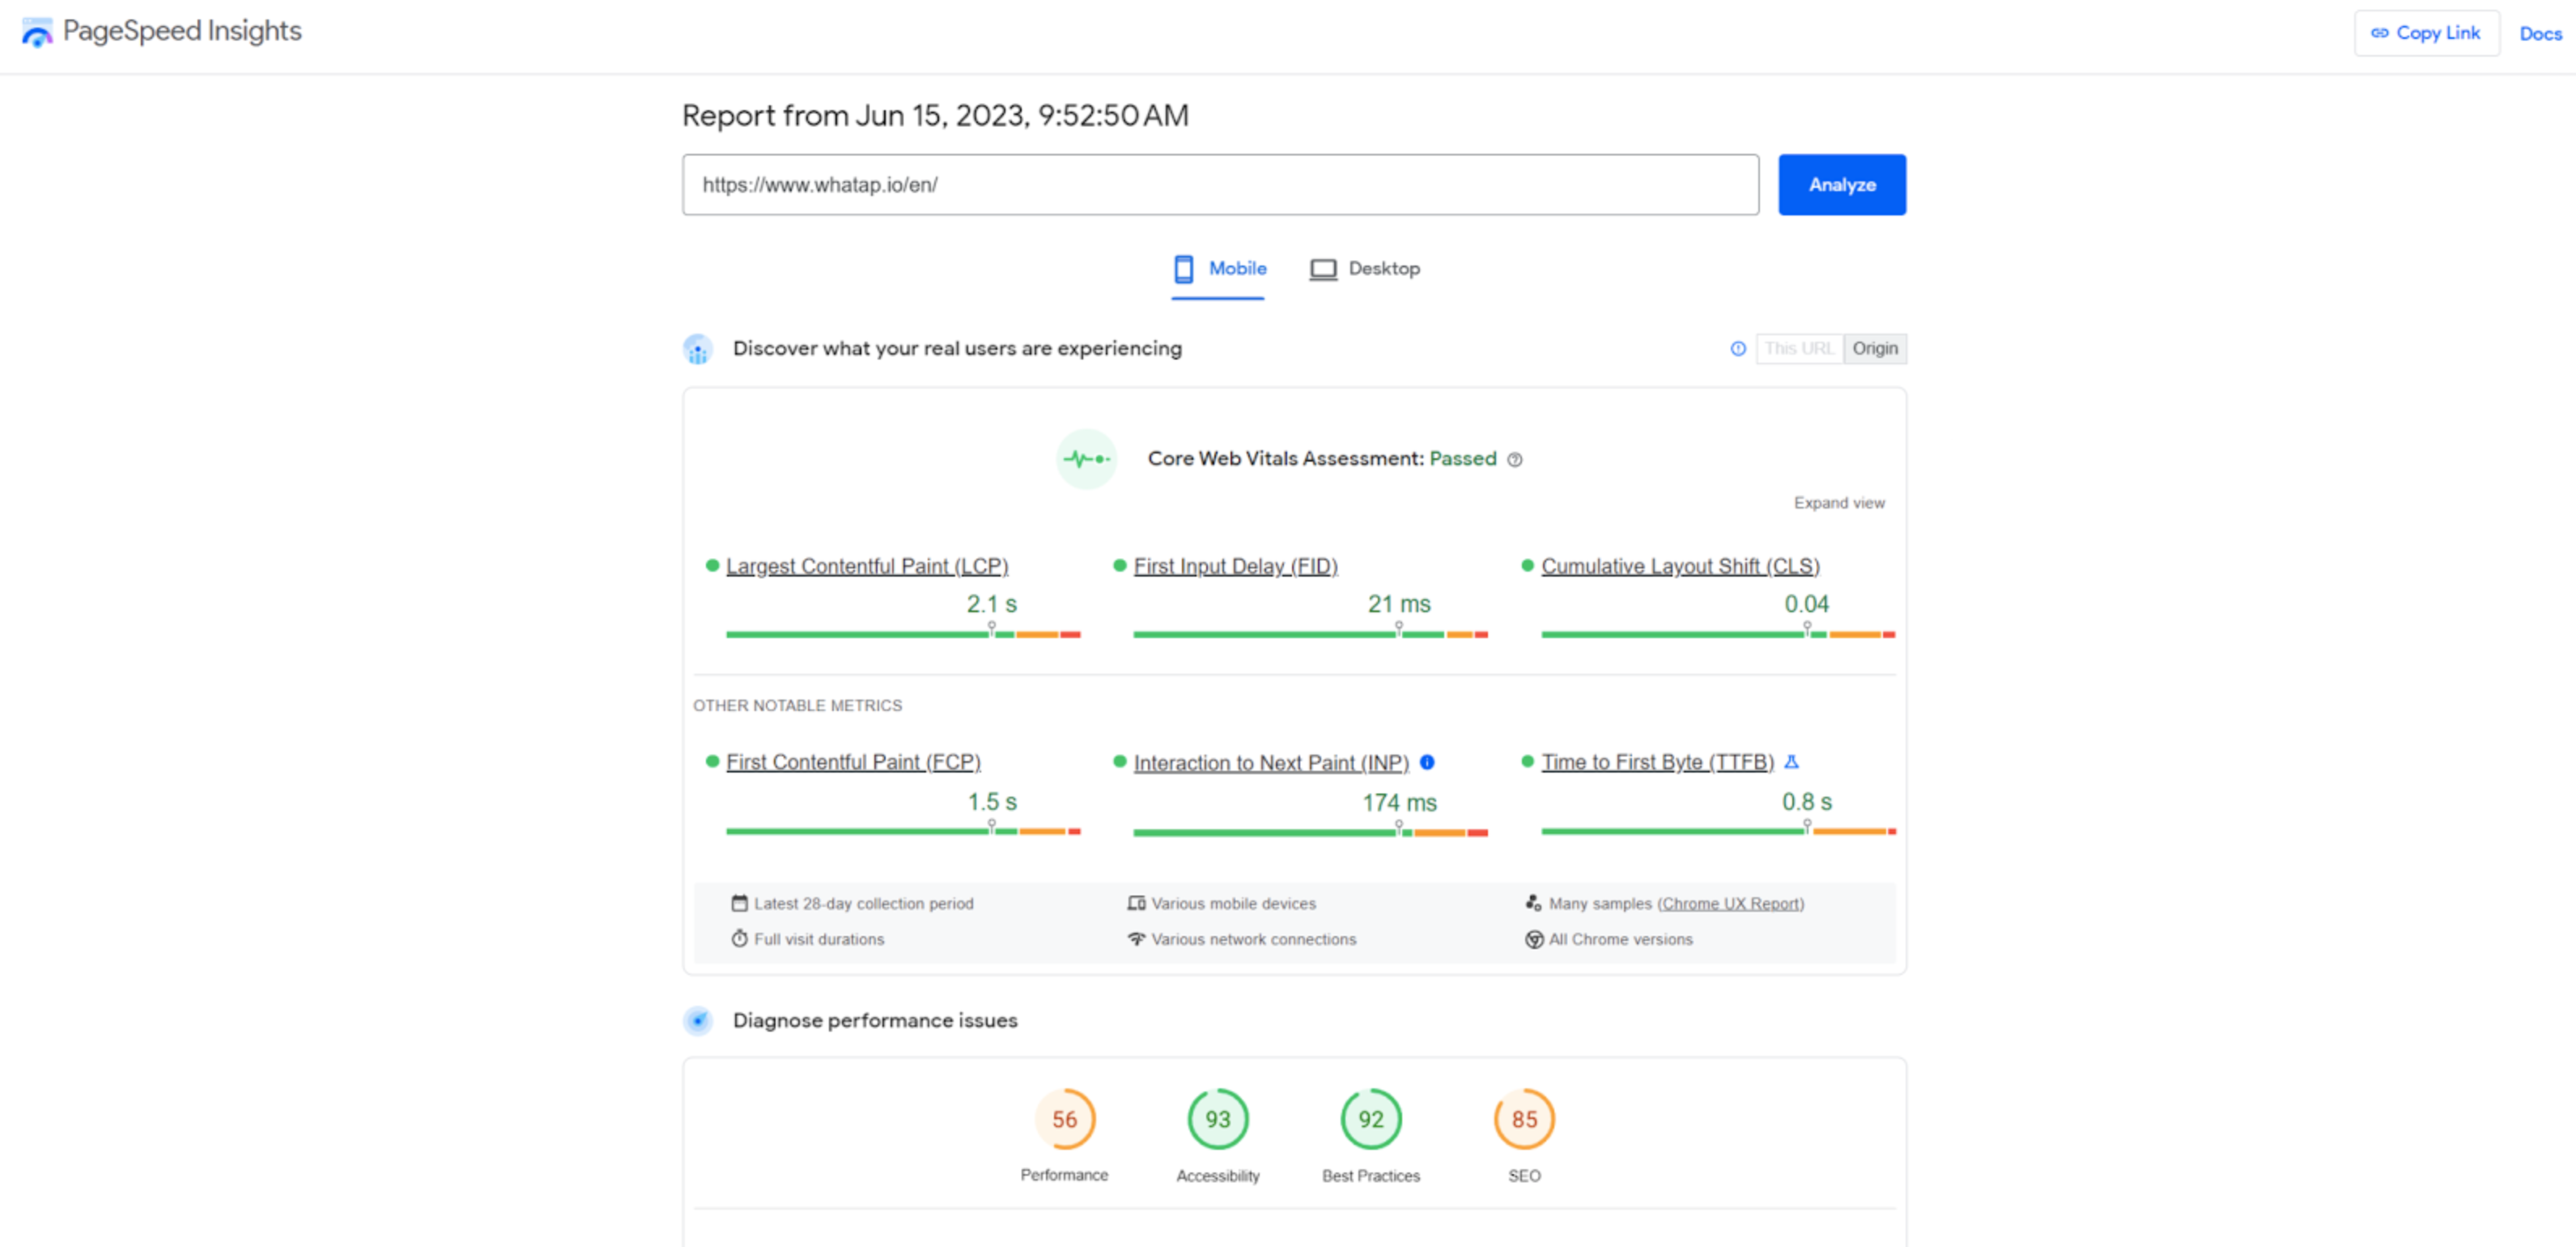 PageSpeed Insights
Copy Link
Docs
Report from Jun 15, 2023, 9:52:50 AM
https://www.whatap.io/en/
Analyze
Mobile
Desktop
Discover what your real users are experiencing
This URL
Origin
Core Web Vitals Assessment: Passed
Expand view
Largest Contentful Paint (LCP)
2.1 s
First Input Delay (FID)
21 ms
Cumulative Layout Shift (CLS)
0.04
OTHER NOTABLE METRICS
First Contentful Paint (FCP)
1.5 s
Interaction to Next Paint (INP)
174 ms
Time to First Byte (TTFB)
0.8 s
Latest 28-day collection period
Various mobile devices
Many samples (Chrome UX Report)
Full visit durations
Various network connections
All Chrome versions
Diagnose performance issues
56
Performance
93
Accessibility
92
Best Practices
85
SEO